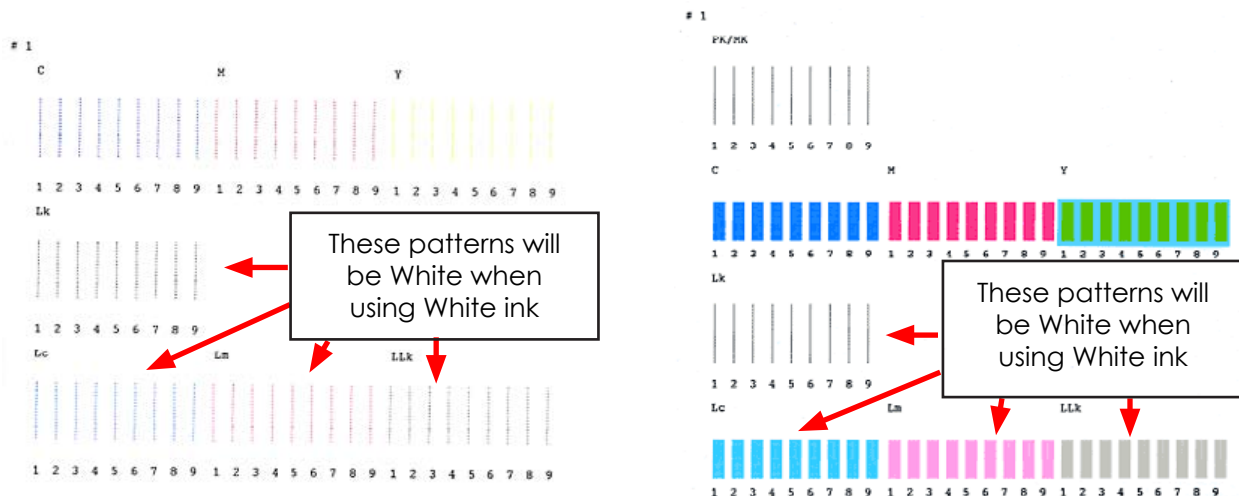 # 1
C M Y
1 2 3 4 5 6 7 8 9 1 2 3 4 5 6 7 8 9 1 2 3 4 5 6 7 8 9
Lk
These patterns will
be White when
using White ink
1 2 3 4 5 6 7 8 9
Lc Lm LLk
1 2 3 4 5 6 7 8 9 1 2 3 4 5 6 7 8 9 1 2 3 4 5 6 7 8 9
# 1
PK/MK
1 2 3 4 5 6 7 8 9
C M Y
1 2 3 4 5 6 7 8 9 1 2 3 4 5 6 7 8 9 1 2 3 4 5 6 7 8 9
Lk
These patterns will
be White when
using White ink
1 2 3 4 5 6 7 8 9
Lc Lm LLk
1 2 3 4 5 6 7 8 9 1 2 3 4 5 6 7 8 9 1 2 3 4 5 6 7 8 9